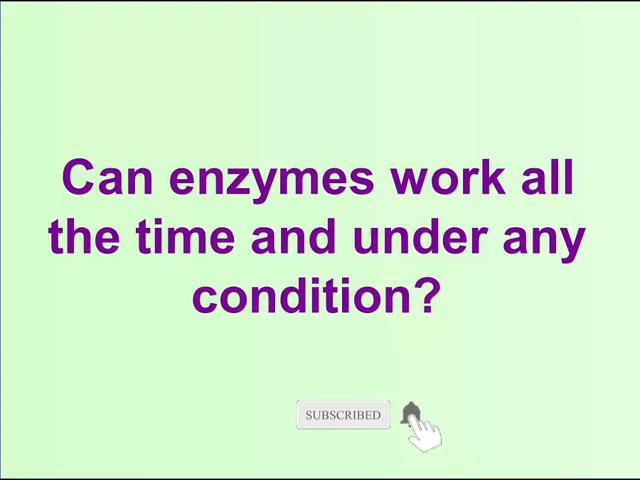 Can enzymes work all
the time and under any
condition?
SUBSCRIBED